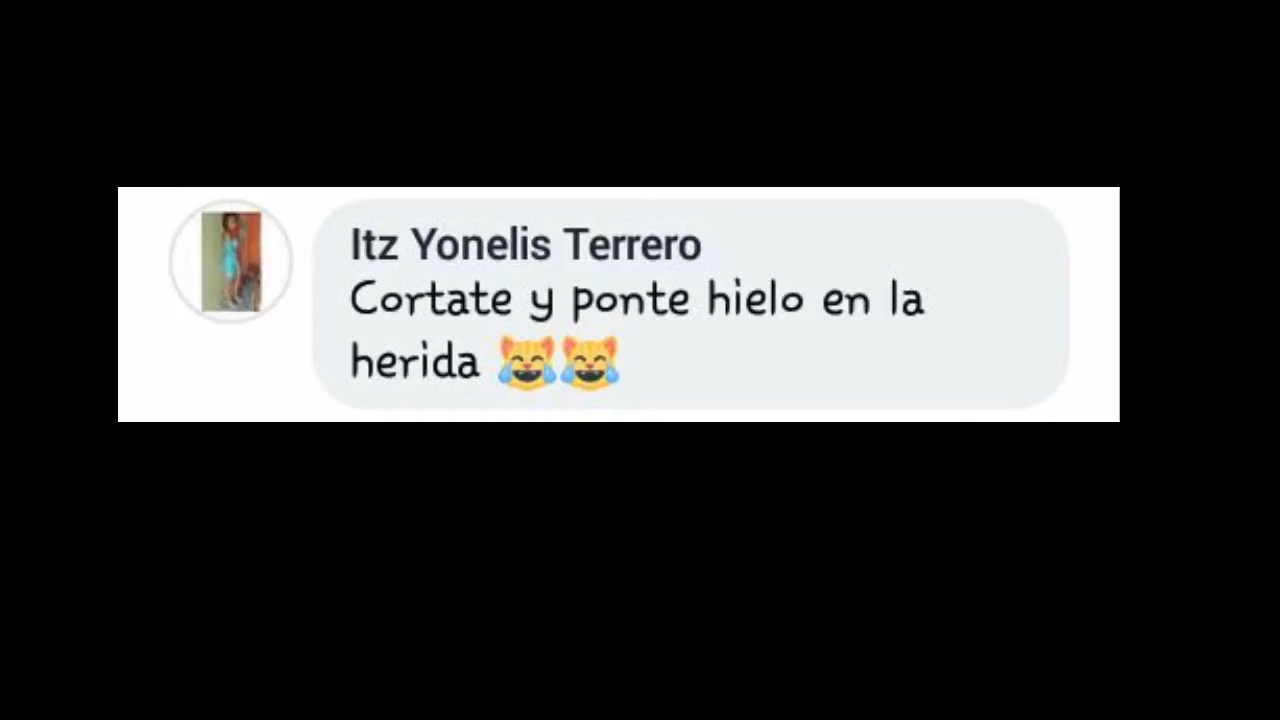 Itz Yonelis Terrero
Cortate y ponte hielo en la
herida 😹😹